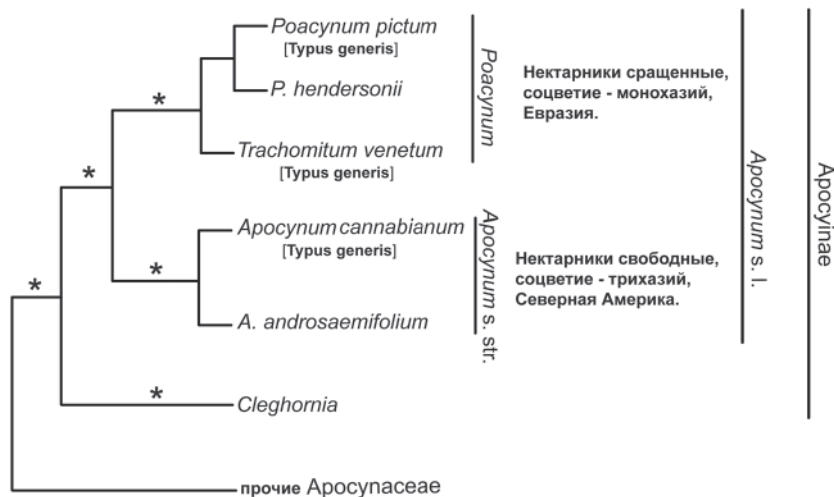 Poacynum pictum
[Typus generis]
P. hendersonii
Trachomitum venetum
[Typus generis]
Poacynum
Нектарники сращенные,
соцветие - монохазий,
Евразия.
Apocynum cannabianum
[Typus generis]
A. androsaemifolium
Apocynum s. str.
Нектарники свободные,
соцветие - трихазий,
Северная Америка.
Apocynum s. l.
Apocyinae
Cleghornia
прочие Apocynaceae
*
*
*
*
*